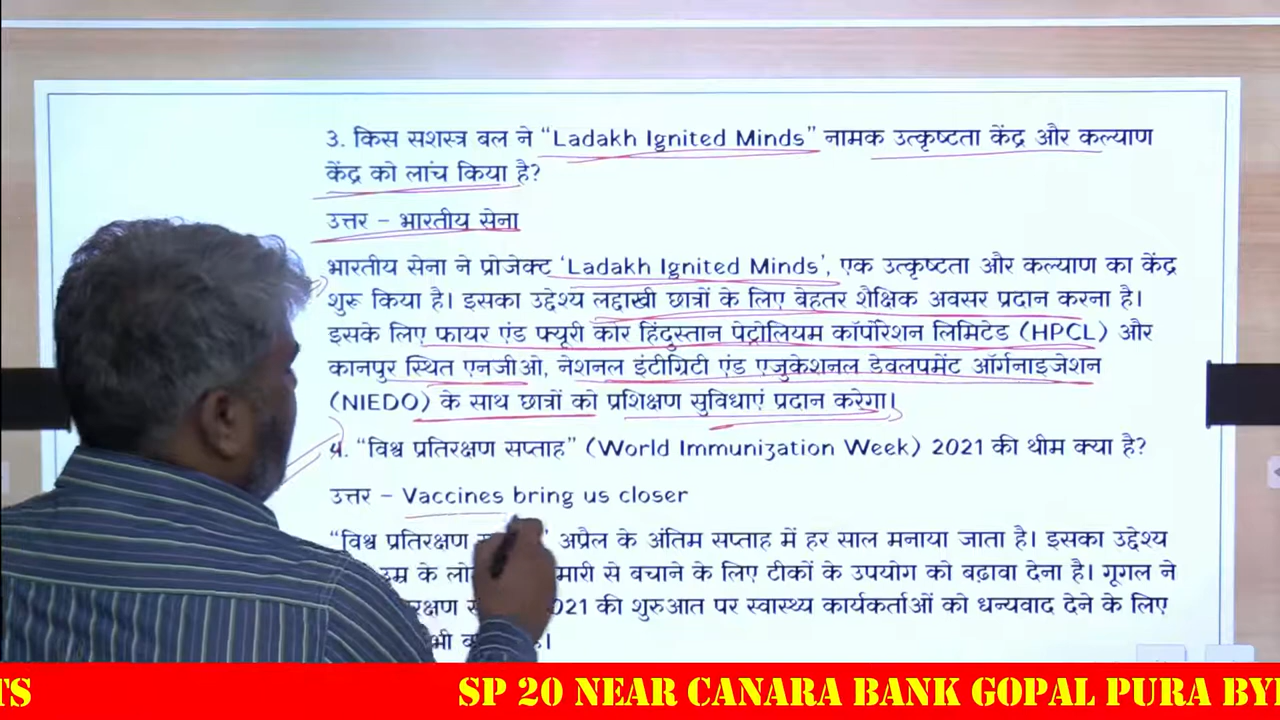 3. किस सशस्त्र बल ने “Ladakh Ignited Minds” नामक उत्कृष्टता केंद्र और कल्याण
केंद्र को लांच किया है?
उत्तर – भारतीय सेना
भारतीय सेना ने प्रोजेक्ट ‘Ladakh Ignited Minds’, एक उत्कृष्टता और कल्याण का केंद्र
शुरू किया है। इसका उद्देश्य लद्दाखी छात्रों के लिए बेहतर शैक्षिक अवसर प्रदान करना है।
इसके लिए फायर एंड फ्यूरी कोर हिंदुस्तान पेट्रोलियम कॉर्पोरेशन लिमिटेड (HPCL) और
कानपुर स्थित एनजीओ, नेशनल इंटीग्रिटी एंड एजुकेशनल डेवलपमेंट ऑर्गनाइजेशन
(NIEDO) के साथ छात्रों को प्रशिक्षण सुविधाएं प्रदान करेगा।
4. “विश्व प्रतिरक्षण सप्ताह” (World Immunization Week) 2021 की थीम क्या है?
उत्तर – Vaccines bring us closer
“विश्व प्रतिरक्षण अप्रैल के अंतिम सप्ताह में हर साल मनाया जाता है। इसका उद्देश्य
के से बचाने के लिए टीकों के उपयोग को बढ़ावा देना है। गूगल ने
की शुरुआत पर स्वास्थ्य कार्यकर्ताओं को धन्यवाद देने के लिए
भी
SP 20 NEAR CANARA BANK GOPAL PURA